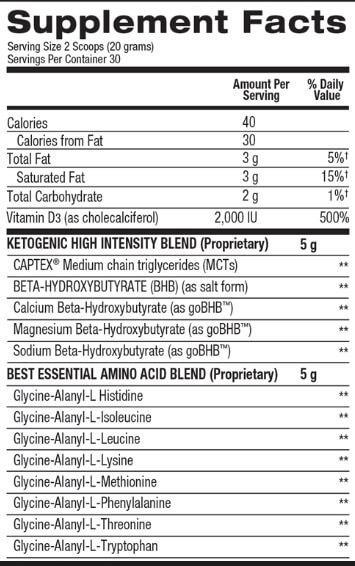 Supplement Facts
Serving Size 2 Scoops (20 grams)
Servings Per Container 30
Amount Per Serving % Daily Value
Calories 40
Calories from Fat 30
Total Fat 3 g 5%†
Saturated Fat 3 g 15%†
Total Carbohydrate 2 g 1%†
Vitamin D3 (as cholecalciferol) 2,000 IU 500%
KETOGENIC HIGH INTENSITY BLEND (Proprietary) 5 g
CAPTEX® Medium chain triglycerides (MCTs) **
BETA-HYDROXYBUTYRATE (BHB) (as salt form) **
Calcium Beta-Hydroxybutyrate (as goBHB™) **
Magnesium Beta-Hydroxybutyrate (as goBHB™) **
Sodium Beta-Hydroxybutyrate (as goBHB™) **
BEST ESSENTIAL AMINO ACID BLEND (Proprietary) 5 g
Glycine-Alanyl-L Histidine **
Glycine-Alanyl-L-Isoleucine **
Glycine-Alanyl-L-Leucine **
Glycine-Alanyl-L-Lysine **
Glycine-Alanyl-L-Methionine **
Glycine-Alanyl-L-Phenylalanine **
Glycine-Alanyl-L-Threonine **
Glycine-Alanyl-L-Tryptophan **